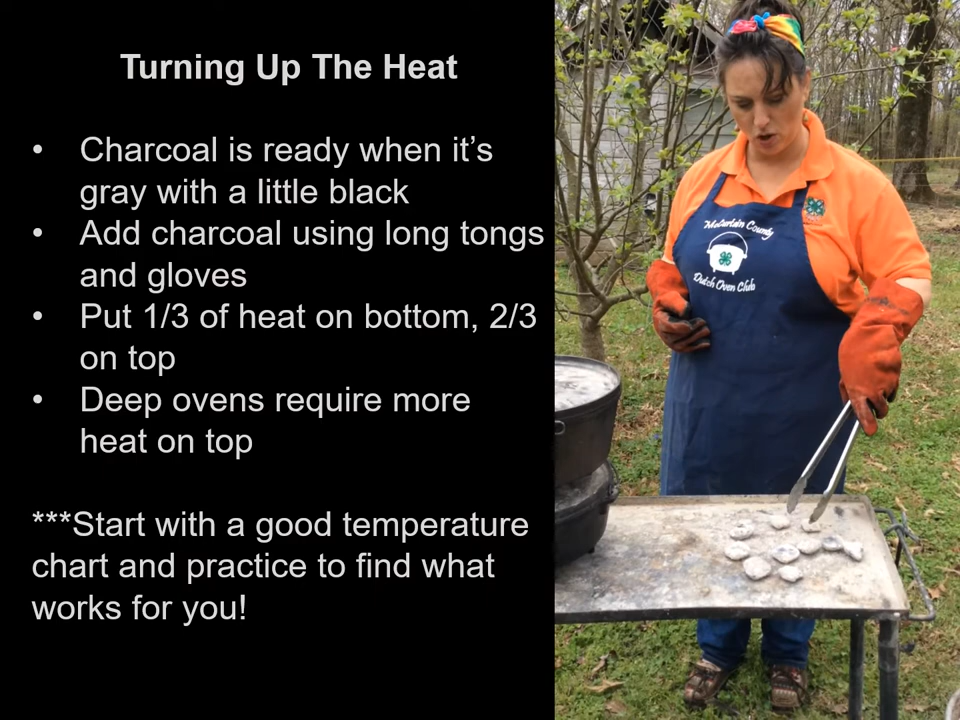 Turning Up The Heat
• Charcoal is ready when it’s
gray with a little black
• Add charcoal using long tongs
and gloves
• Put 1/3 of heat on bottom, 2/3
on top
• Deep ovens require more
heat on top
***Start with a good temperature
chart and practice to find what
works for you!
McCurtain County
Dutch Oven Club